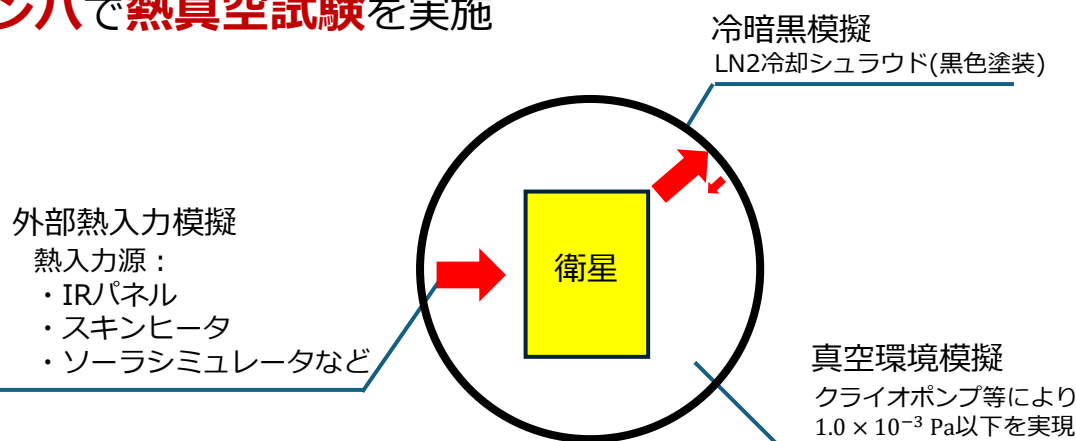 ンバで熱真空試験を実施
冷暗黒模擬
LN2冷却シュラウド(黒色塗装)
外部熱入力模擬
熱入力源：
・IRパネル
・スキンヒータ
・ソーラシミュレータなど
衛星
真空環境模擬
クライオポンプ等により
1.0 × 10⁻³ Pa以下を実現